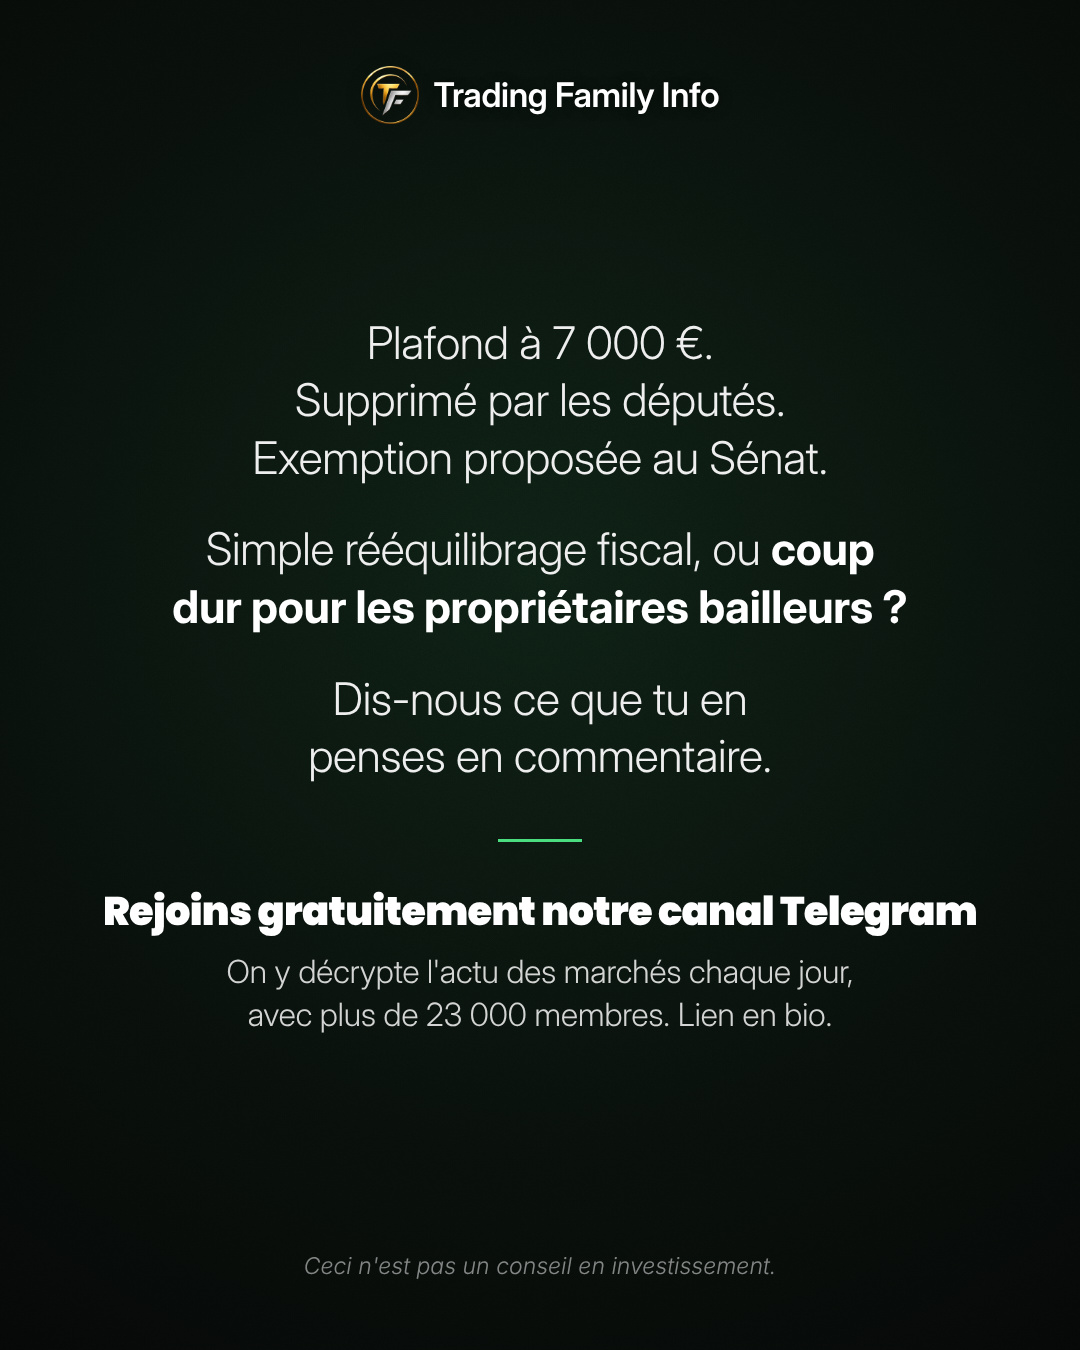 TF Trading Family Info
Plafond à 7 000 €.
Supprimé par les députés.
Exemption proposée au Sénat.
Simple rééquilibrage fiscal, ou coup
dur pour les propriétaires bailleurs ?
Dis-nous ce que tu en
penses en commentaire.
Rejoins gratuitement notre canal Telegram
On y décrypte l'actu des marchés chaque jour,
avec plus de 23 000 membres. Lien en bio.
Ceci n'est pas un conseil en investissement.